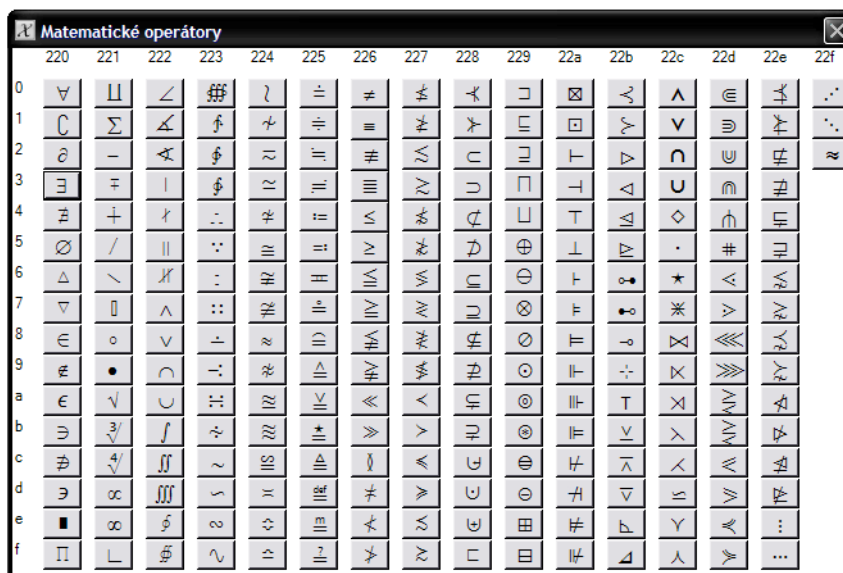 X Matematické operátory
220 221 222 223 224 225 226 227 228 229 22a 22b 22c 22d 22e 22f
0 ∀ ∐ ∠ ∰ ≀ ≐ ≠ ≰ ⊀ ⊐ ⊠ ⊰ ⋀ ⋐ ⋠ ⋰
1 ∁ ∑ ∡ ∱ ≁ ≑ ≡ ≱ ⊁ ⊑ ⊡ ⊱ ⋁ ⋑ ⋡ ⋱
2 ∂ − ∢ ∲ ≂ ≒ ≢ ≲ ⊂ ⊒ ⊢ ⊲ ⋂ ⋒ ⋢ ≈
3 ∃ ∓ ∣ ∳ ≃ ≓ ≣ ≳ ⊃ ⊓ ⊣ ⊳ ⋃ ⋓ ⋣
4 ∄ ∔ ∤ ∴ ≄ ≔ ≤ ≴ ⊄ ⊔ ⊤ ⊴ ⋄ ⋔ ⋤
5 ∅ ∕ ∥ ∵ ≅ ≕ ≥ ≵ ⊅ ⊕ ⊥ ⊵ ⋅ ⋕ ⋥
6 ∆ ∖ ∦ ∶ ≆ ≖ ≦ ≶ ⊆ ⊖ ⊦ ⊶ ⋆ ⋖ ⋦
7 ∇ ▯ ∧ ∷ ≇ ≗ ≧ ≷ ⊇ ⊗ ⊧ ⊷ ⋇ ⋗ ⋧
8 ∈ ∘ ∨ ∸ ≈ ≘ ≨ ≸ ⊈ ⊘ ⊨ ⊸ ⋈ ⋘ ⋨
9 ∉ ∙ ∩ ∹ ≉ ≙ ≩ ≹ ⊉ ⊙ ⊩ ⊹ ⋉ ⋙ ⋩
a ∊ √ ∪ ∺ ≊ ≚ ≪ ≺ ⊊ ⊚ ⊪ ⊺ ⋊ ⋚ ⋪
b ∋ ∛ ∫ ∻ ≋ ≛ ≫ ≻ ⊋ ⊛ ⊫ ⊻ ⋋ ⋛ ⋫
c ∌ ∜ ∬ ∼ ≌ ≜ ≬ ≼ ⊌ ⊜ ⊬ ⊼ ⋌ ⋜ ⋬
d ∍ ∝ ∭ ∽ ≍ ≝ ≭ ≽ ⊍ ⊝ ⊭ ⊽ ⋍ ⋝ ⋭
e ∎ ∞ ∮ ∾ ≎ ≞ ≮ ≾ ⊎ ⊞ ⊮ ⊾ ⋎ ⋞ ⋮
f ∏ ∟ ∯ ∿ ≏ ≟ ≯ ≿ ⊏ ⊟ ⊯ ⊿ ⋏ ⋟ ⋯